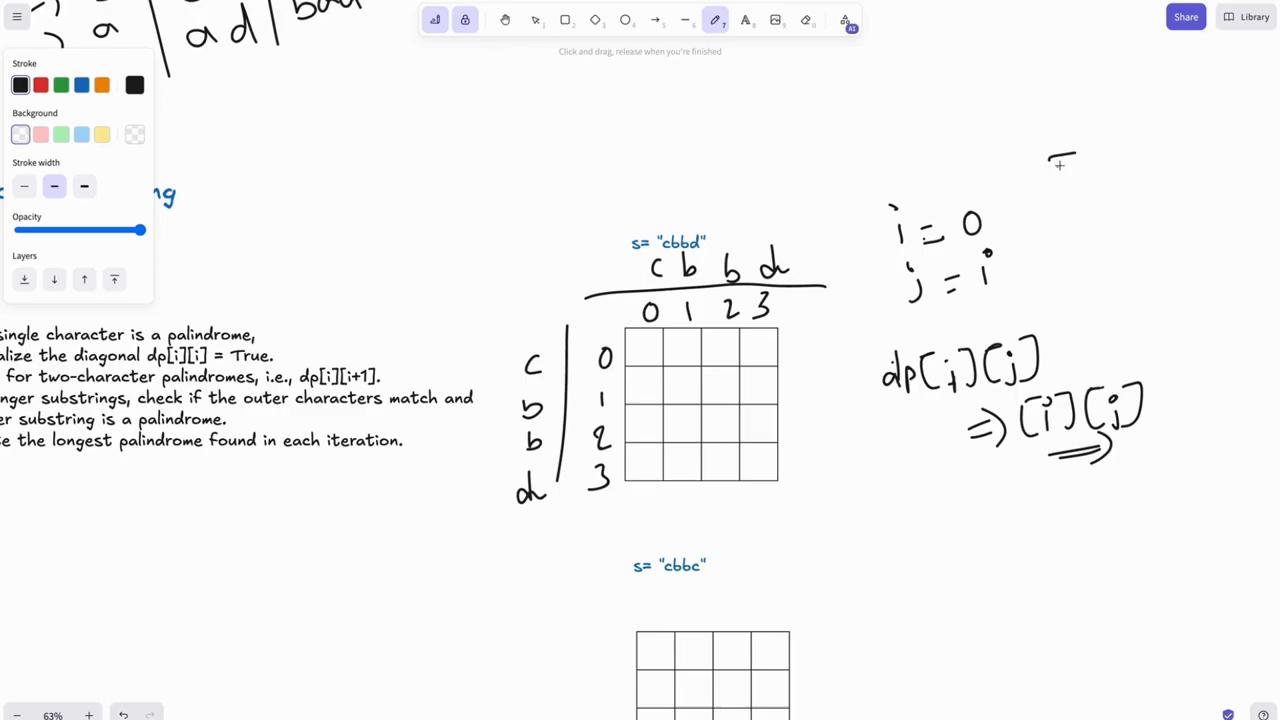 a | ad | bad
Share
Library
Click and drag, release when you're finished
Stroke
Background
Stroke width
Opacity
Layers
ng
single character is a palindrome,
alize the diagonal dp[i][i] = True.
for two-character palindromes, i.e., dp[i][i+1].
nger substrings, check if the outer characters match and
er substring is a palindrome.
e the longest palindrome found in each iteration.
s= "cbbd"
c b b d
0 1 2 3
c 0
b 1
b 2
d 3
i = 0
j = i
dp[i][j]
=> [i][j]
s= "cbbc"
63%